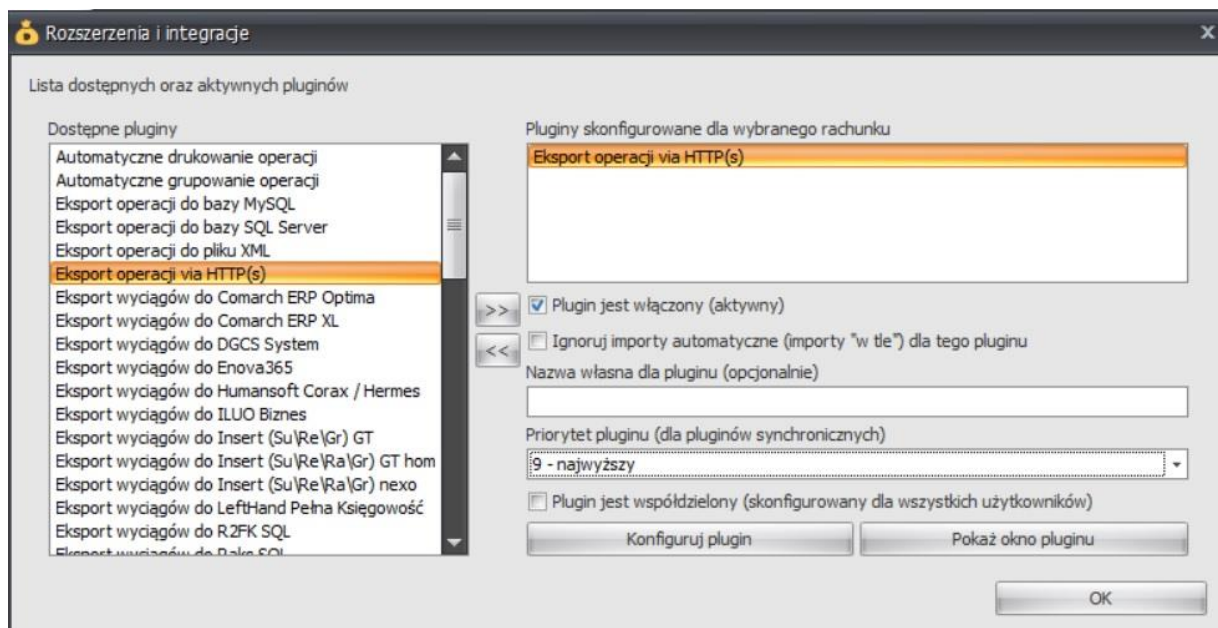 Rozszerzenia i integracje
x
Lista dostępnych oraz aktywnych pluginów
Dostępne pluginy
Automatyczne drukowanie operacji
Automatyczne grupowanie operacji
Eksport operacji do bazy MySQL
Eksport operacji do bazy SQL Server
Eksport operacji do pliku XML
Eksport operacji via HTTP(s)
Eksport wyciągów do Comarch ERP Optima
Eksport wyciągów do Comarch ERP XL
Eksport wyciągów do DGCS System
Eksport wyciągów do Enova365
Eksport wyciągów do Humansoft Corax / Hermes
Eksport wyciągów do ILUO Biznes
Eksport wyciągów do Insert (Su\Re\Gr) GT
Eksport wyciągów do Insert (Su\Re\Ra\Gr) GT hom
Eksport wyciągów do Insert (Su\Re\Ra\Gr) nexo
Eksport wyciągów do LeftHand Pełna Księgowość
Eksport wyciągów do R2FK SQL
Eksport wyciągów do Raks SQL
>>
<<
Pluginy skonfigurowane dla wybranego rachunku
Eksport operacji via HTTP(s)
Plugin jest włączony (aktywny)
Ignoruj importy automatyczne (importy "w tle") dla tego pluginu
Nazwa własna dla pluginu (opcjonalnie)
Priorytet pluginu (dla pluginów synchronicznych)
9 - najwyższy
Plugin jest współdzielony (skonfigurowany dla wszystkich użytkowników)
Konfiguruj plugin
Pokaż okno pluginu
OK